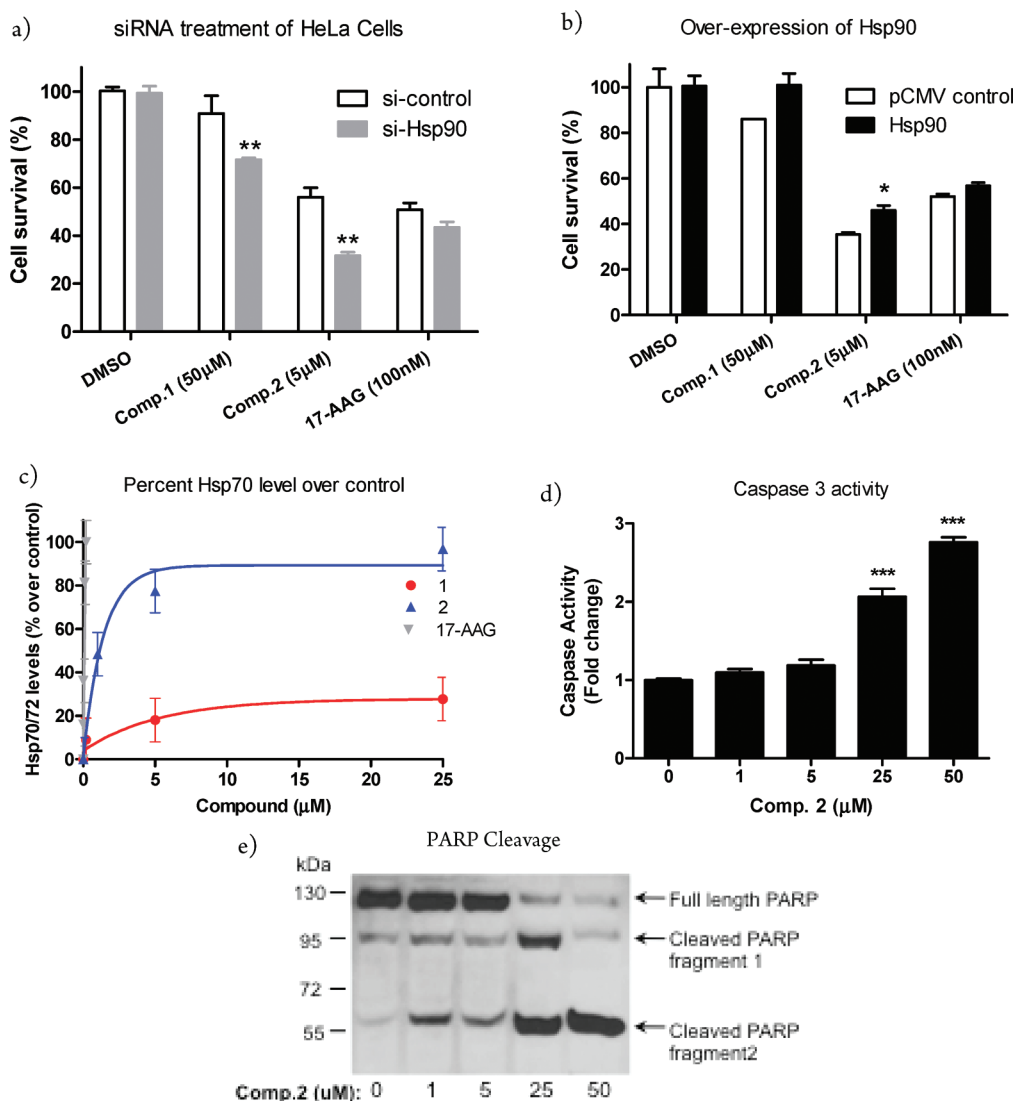 a)
siRNA treatment of HeLa Cells
Cell survival (%)
100
80
60
40
20
0
si-control
si-Hsp90
**
**
DMSO
Comp.1 (50μM)
Comp.2 (5μM)
17-AAG (100nM)
b)
Over-expression of Hsp90
Cell survival (%)
100
80
60
40
20
0
pCMV control
Hsp90
*
DMSO
Comp.1 (50μM)
Comp.2 (5μM)
17-AAG (100nM)
c)
Percent Hsp70 level over control
Hsp70/72 levels (% over control)
100
80
60
40
20
0
1
2
17-AAG
0
5
10
15
20
25
Compound (μM)
d)
Caspase 3 activity
Caspase Activity
(Fold change)
3
2
1
0
***
***
0
1
5
25
50
Comp. 2 (μM)
e)
PARP Cleavage
kDa
130
95
72
55
Full length PARP
Cleaved PARP
fragment 1
Cleaved PARP
fragment2
Comp.2 (uM): 0 1 5 25 50